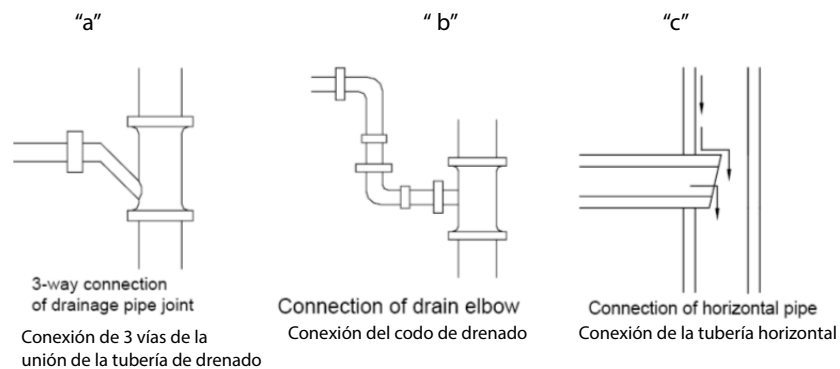 “a”
“ b”
“c”
3-way connection
of drainage pipe joint
Conexión de 3 vías de la
unión de la tubería de drenado
Connection of drain elbow
Conexión del codo de drenado
Connection of horizontal pipe
Conexión de la tubería horizontal